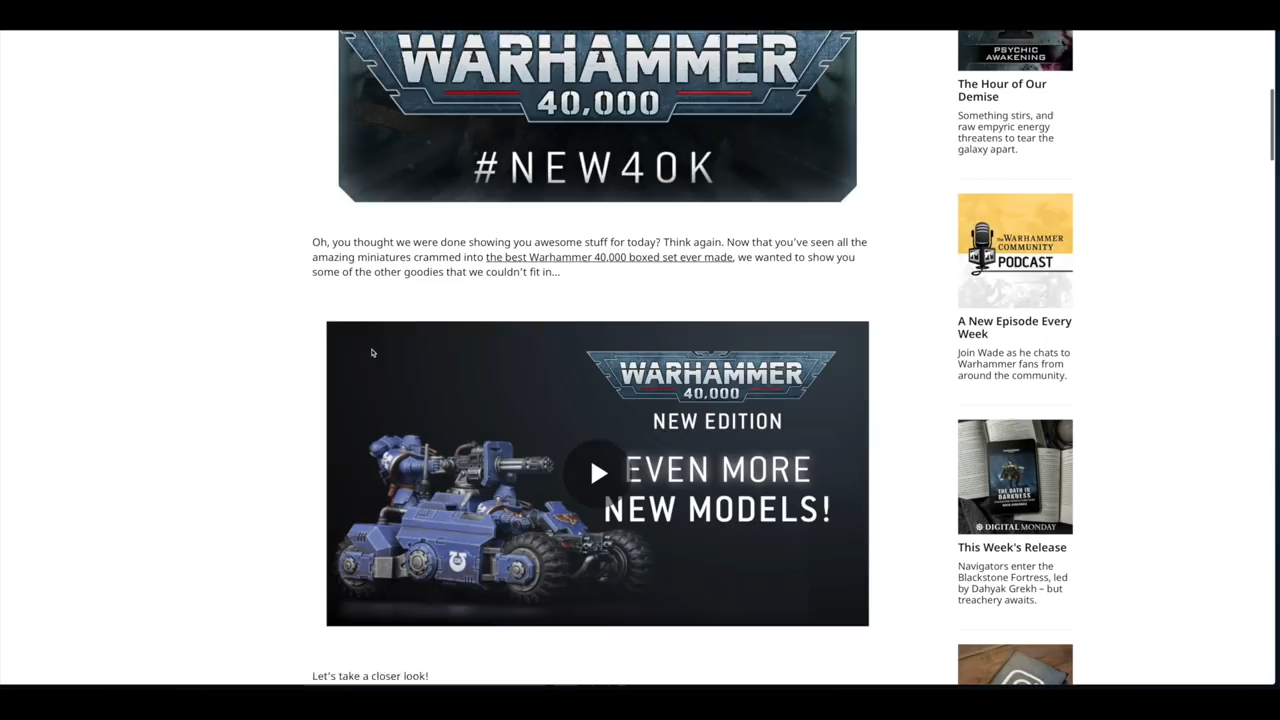 WARHAMMER
40,000
#NEW40K
Oh, you thought we were done showing you awesome stuff for today? Think again. Now that you've seen all the
amazing miniatures crammed into the best Warhammer 40,000 boxed set ever made, we wanted to show you
some of the other goodies that we couldn't fit in...
WARHAMMER
40,000
NEW EDITION
EVEN MORE
NEW MODELS!
Let's take a closer look!
PSYCHIC
AWAKENING
The Hour of Our
Demise
Something stirs, and
raw empyric energy
threatens to tear the
galaxy apart.
The WARHAMMER
COMMUNITY
PODCAST
A New Episode Every
Week
Join Wade as he chats to
Warhammer fans from
around the community.
THE OATH IN
DARKNESS
DIGITAL MONDAY
This Week's Release
Navigators enter the
Blackstone Fortress, led
by Dahyak Grekh – but
treachery awaits.